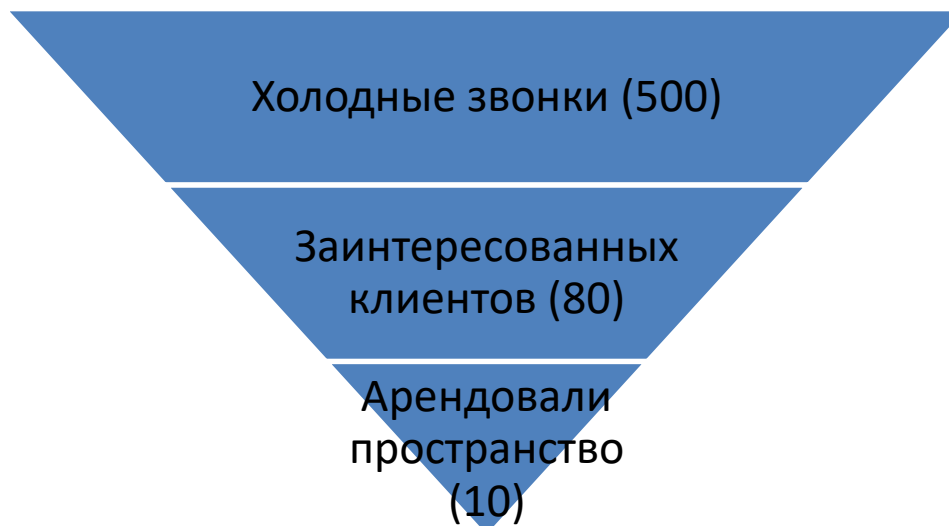 Холодные звонки (500)
Заинтересованных
клиентов (80)
Арендовали
пространство
(10)